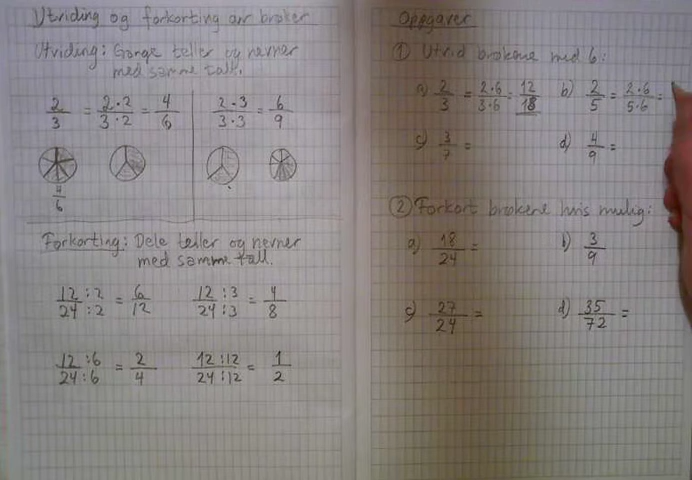 Utviding og forkorting av brøker
Utviding: Gange teller og nevner
med samme tall.
2/3 = 2·2/3·2 = 4/6
2·3/3·3 = 6/9
4/6
Forkorting: Dele teller og nevner
med samme tall.
12:2/24:2 = 6/12
12:3/24:3 = 4/8
12:6/24:6 = 2/4
12:12/24:12 = 1/2
Oppgaver
① Utvid brøkene med 6:
a) 2/3 = 2·6/3·6 = 12/18
b) 2/5 = 2·6/5·6 =
c) 3/7 =
d) 4/9 =
② Forkort brøkene hvis mulig:
a) 18/24 =
b) 3/9
c) 27/24 =
d) 35/72 =